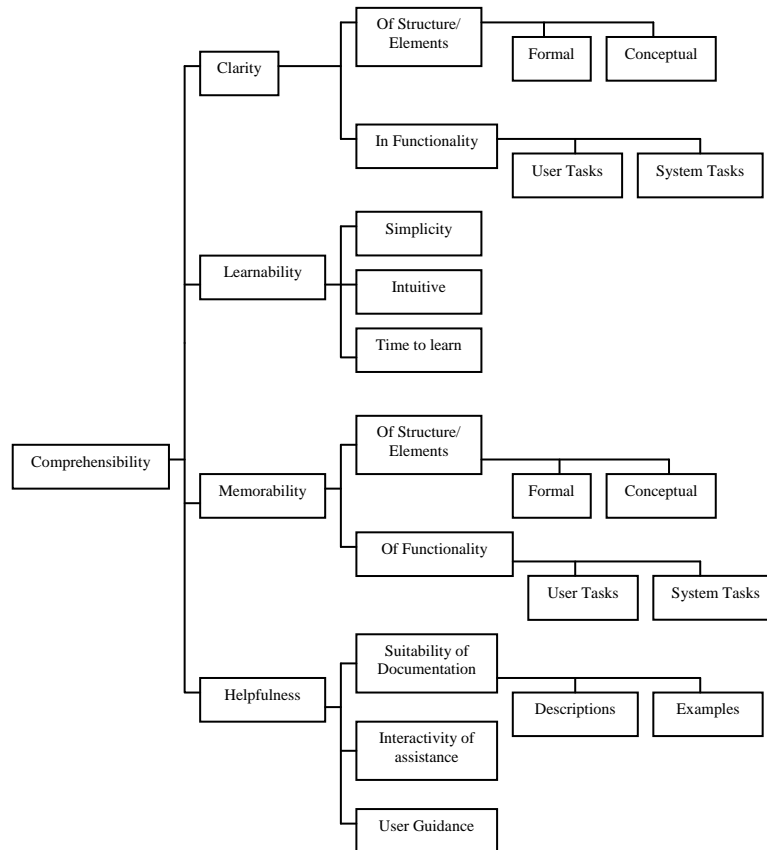 Of Structure/
Elements
Formal
Conceptual
Clarity
In Functionality
User Tasks
System Tasks
Simplicity
Learnability
Intuitive
Time to learn
Comprehensibility
Of Structure/
Elements
Formal
Conceptual
Memorability
Of Functionality
User Tasks
System Tasks
Suitability of
Documentation
Helpfulness
Descriptions
Examples
Interactivity of
assistance
User Guidance